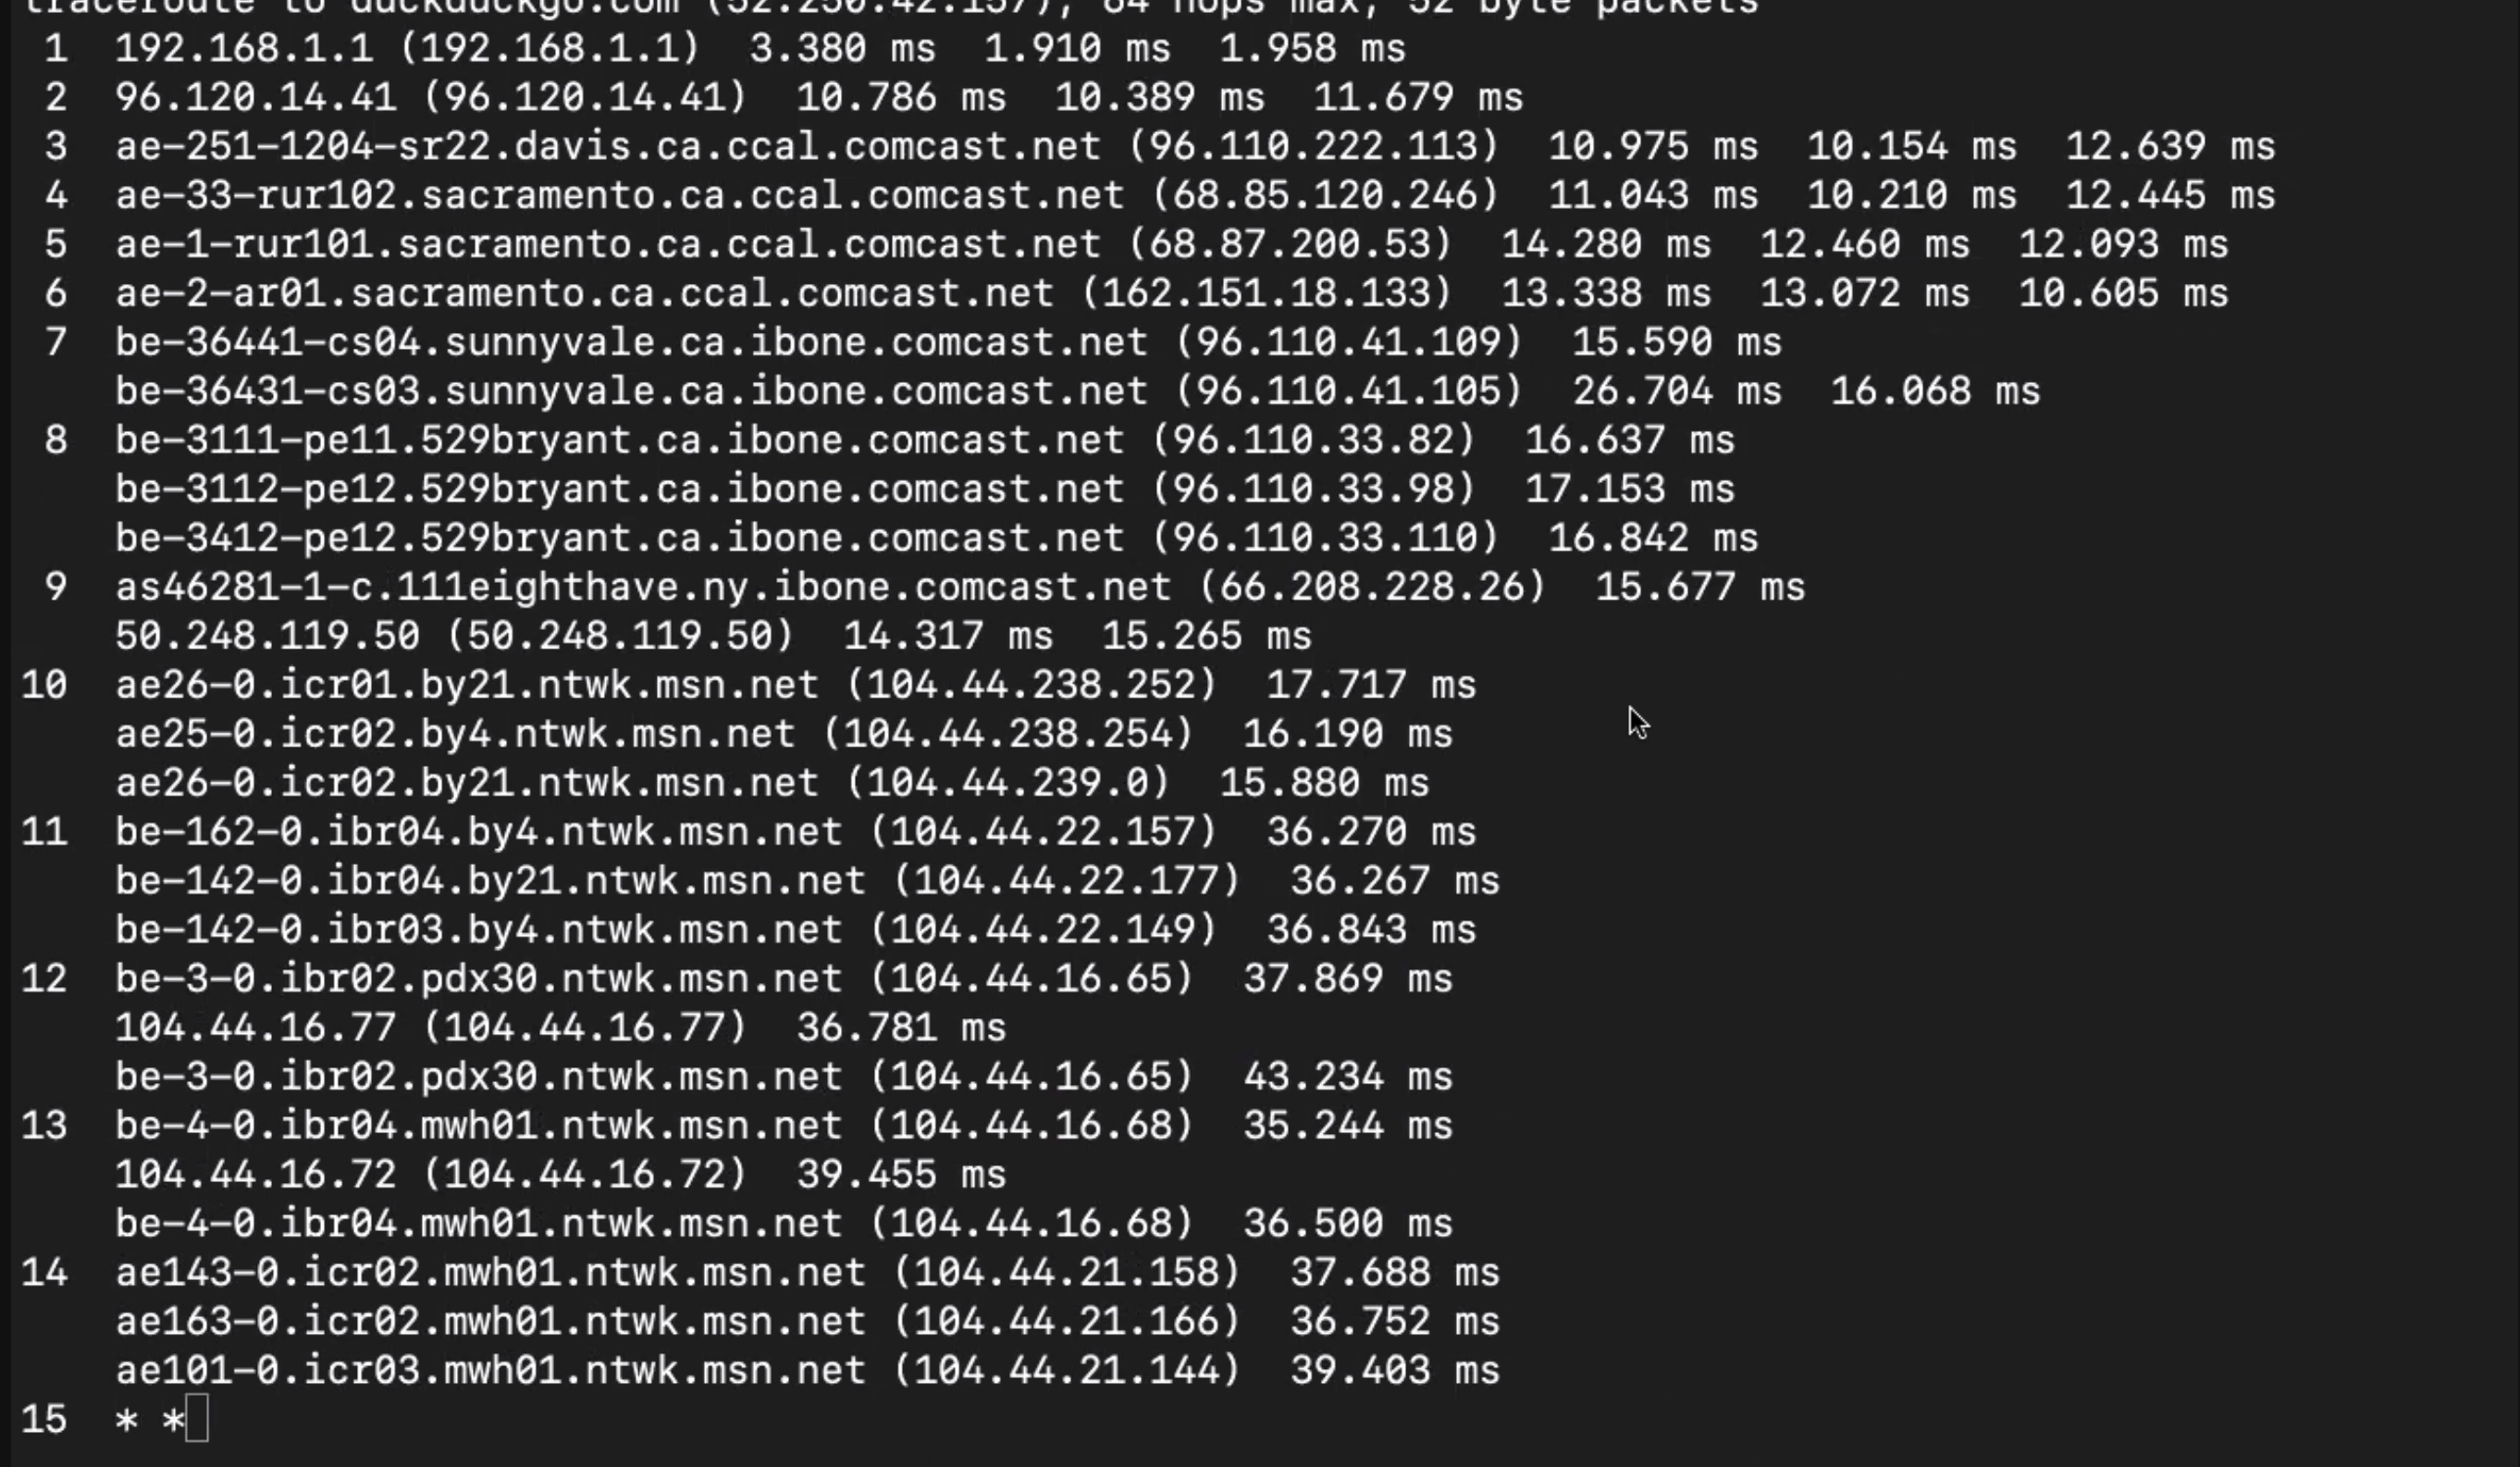 traceroute to duckduckgo.com (52.250.42.157), 64 hops max, 52 byte packets
1 192.168.1.1 (192.168.1.1) 3.380 ms 1.910 ms 1.958 ms
2 96.120.14.41 (96.120.14.41) 10.786 ms 10.389 ms 11.679 ms
3 ae-251-1204-sr22.davis.ca.ccal.comcast.net (96.110.222.113) 10.975 ms 10.154 ms 12.639 ms
4 ae-33-rur102.sacramento.ca.ccal.comcast.net (68.85.120.246) 11.043 ms 10.210 ms 12.445 ms
5 ae-1-rur101.sacramento.ca.ccal.comcast.net (68.87.200.53) 14.280 ms 12.460 ms 12.093 ms
6 ae-2-ar01.sacramento.ca.ccal.comcast.net (162.151.18.133) 13.338 ms 13.072 ms 10.605 ms
7 be-36441-cs04.sunnyvale.ca.ibone.comcast.net (96.110.41.109) 15.590 ms
be-36431-cs03.sunnyvale.ca.ibone.comcast.net (96.110.41.105) 26.704 ms 16.068 ms
8 be-3111-pe11.529bryant.ca.ibone.comcast.net (96.110.33.82) 16.637 ms
be-3112-pe12.529bryant.ca.ibone.comcast.net (96.110.33.98) 17.153 ms
be-3412-pe12.529bryant.ca.ibone.comcast.net (96.110.33.110) 16.842 ms
9 as46281-1-c.111eighthave.ny.ibone.comcast.net (66.208.228.26) 15.677 ms
50.248.119.50 (50.248.119.50) 14.317 ms 15.265 ms
10 ae26-0.icr01.by21.ntwk.msn.net (104.44.238.252) 17.717 ms
ae25-0.icr02.by4.ntwk.msn.net (104.44.238.254) 16.190 ms
ae26-0.icr02.by21.ntwk.msn.net (104.44.239.0) 15.880 ms
11 be-162-0.ibr04.by4.ntwk.msn.net (104.44.22.157) 36.270 ms
be-142-0.ibr04.by21.ntwk.msn.net (104.44.22.177) 36.267 ms
be-142-0.ibr03.by4.ntwk.msn.net (104.44.22.149) 36.843 ms
12 be-3-0.ibr02.pdx30.ntwk.msn.net (104.44.16.65) 37.869 ms
104.44.16.77 (104.44.16.77) 36.781 ms
be-3-0.ibr02.pdx30.ntwk.msn.net (104.44.16.65) 43.234 ms
13 be-4-0.ibr04.mwh01.ntwk.msn.net (104.44.16.68) 35.244 ms
104.44.16.72 (104.44.16.72) 39.455 ms
be-4-0.ibr04.mwh01.ntwk.msn.net (104.44.16.68) 36.500 ms
14 ae143-0.icr02.mwh01.ntwk.msn.net (104.44.21.158) 37.688 ms
ae163-0.icr02.mwh01.ntwk.msn.net (104.44.21.166) 36.752 ms
ae101-0.icr03.mwh01.ntwk.msn.net (104.44.21.144) 39.403 ms
15 * *